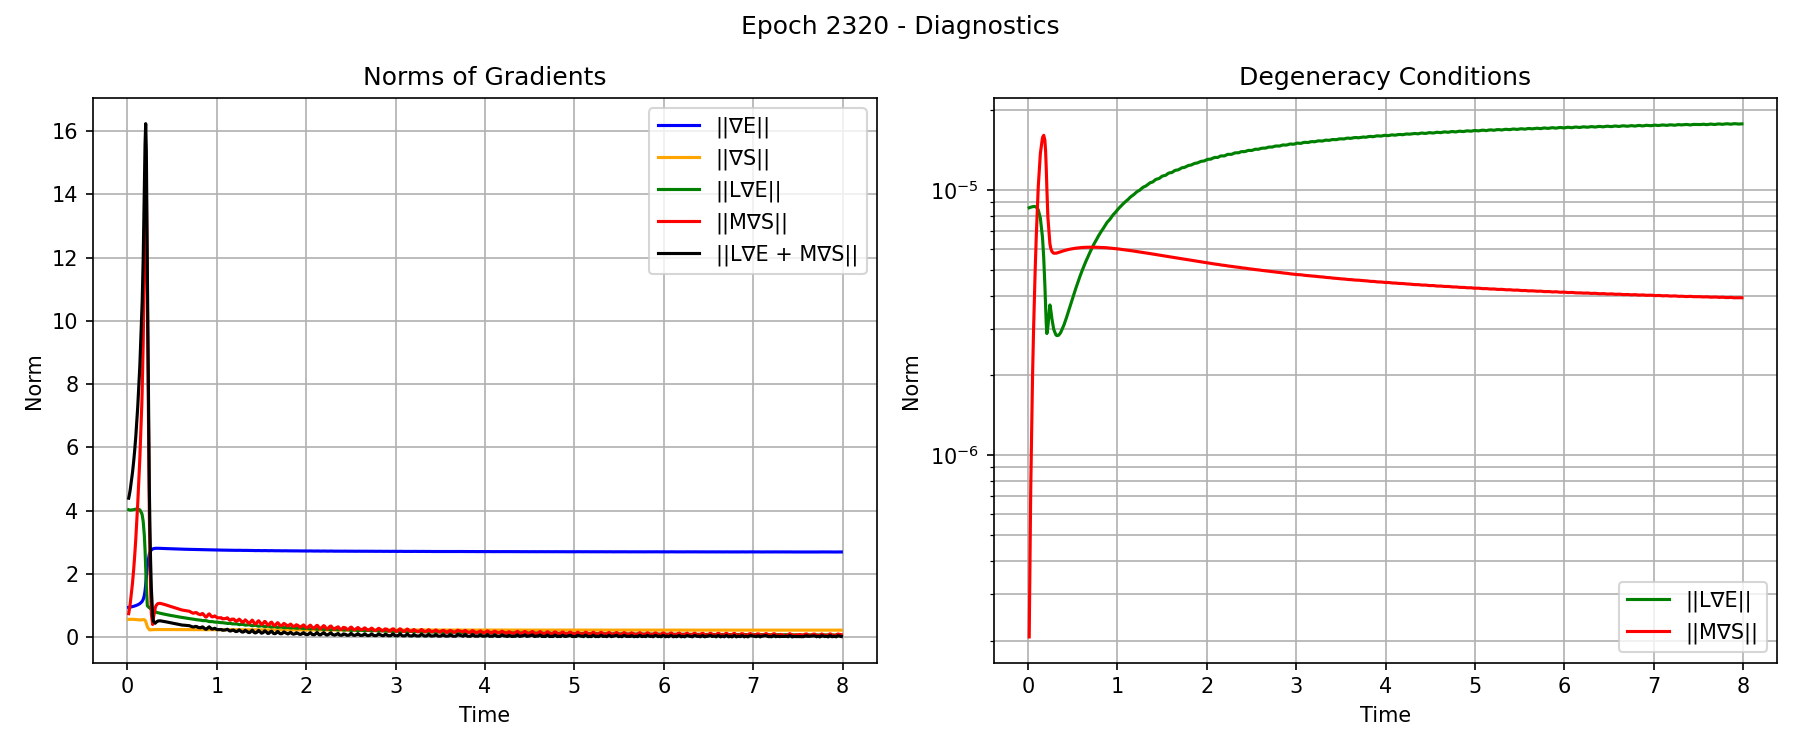 Epoch 2320 - Diagnostics
Norms of Gradients
Norm
16
14
12
10
8
6
4
2
0
||∇E||
||∇S||
||L∇E||
||M∇S||
||L∇E + M∇S||
0 1 2 3 4 5 6 7 8
Time
Degeneracy Conditions
Norm
10⁻⁵
10⁻⁶
||L∇E||
||M∇S||
0 1 2 3 4 5 6 7 8
Time